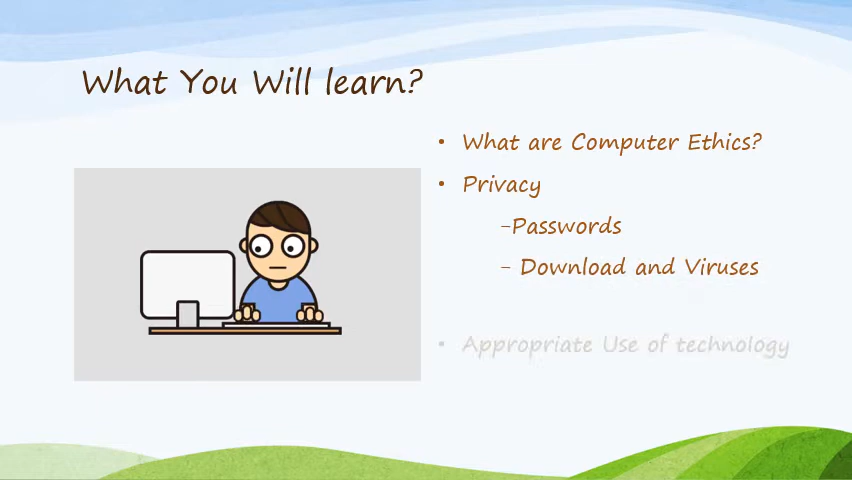 What You Will learn?
• What are Computer Ethics?
• Privacy
-Passwords
- Download and Viruses
• Appropriate Use of technology